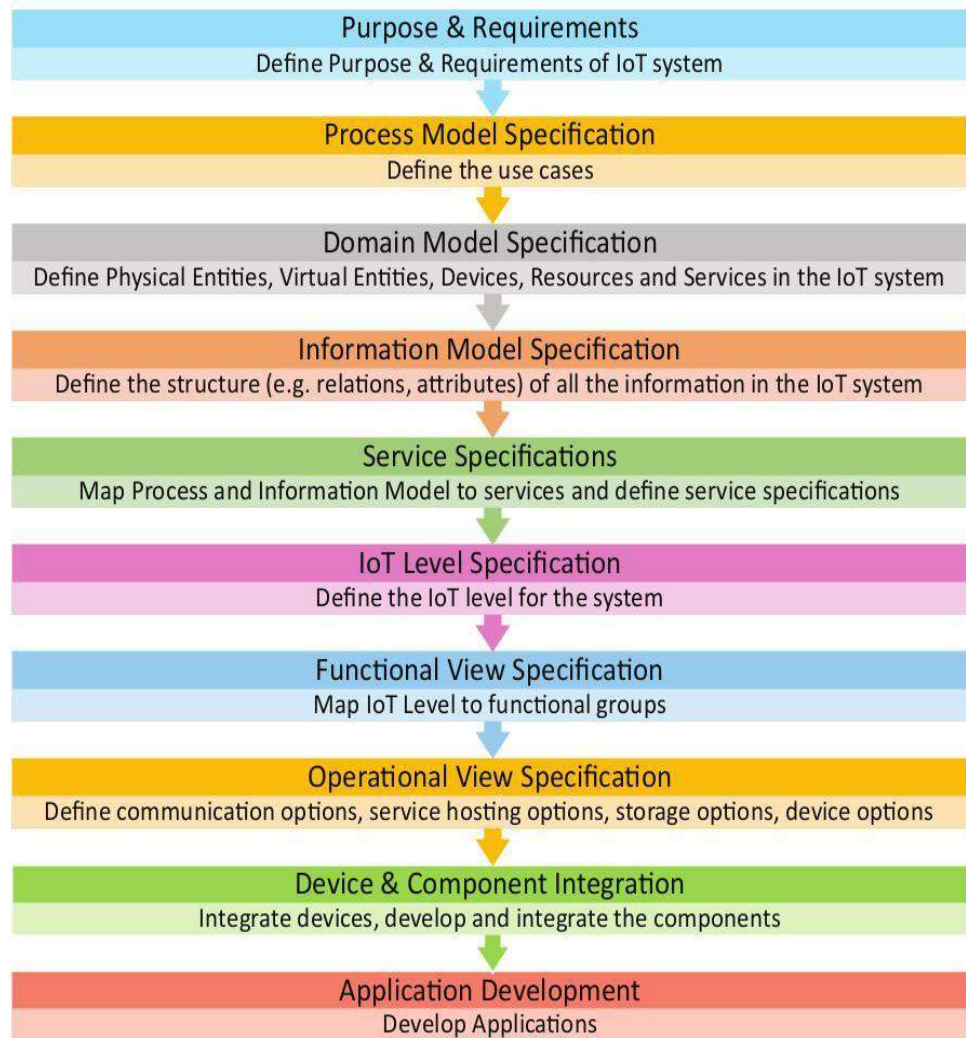 Purpose & Requirements
Define Purpose & Requirements of IoT system
Process Model Specification
Define the use cases
Domain Model Specification
Define Physical Entities, Virtual Entities, Devices, Resources and Services in the IoT system
Information Model Specification
Define the structure (e.g. relations, attributes) of all the information in the IoT system
Service Specifications
Map Process and Information Model to services and define service specifications
IoT Level Specification
Define the IoT level for the system
Functional View Specification
Map IoT Level to functional groups
Operational View Specification
Define communication options, service hosting options, storage options, device options
Device & Component Integration
Integrate devices, develop and integrate the components
Application Development
Develop Applications